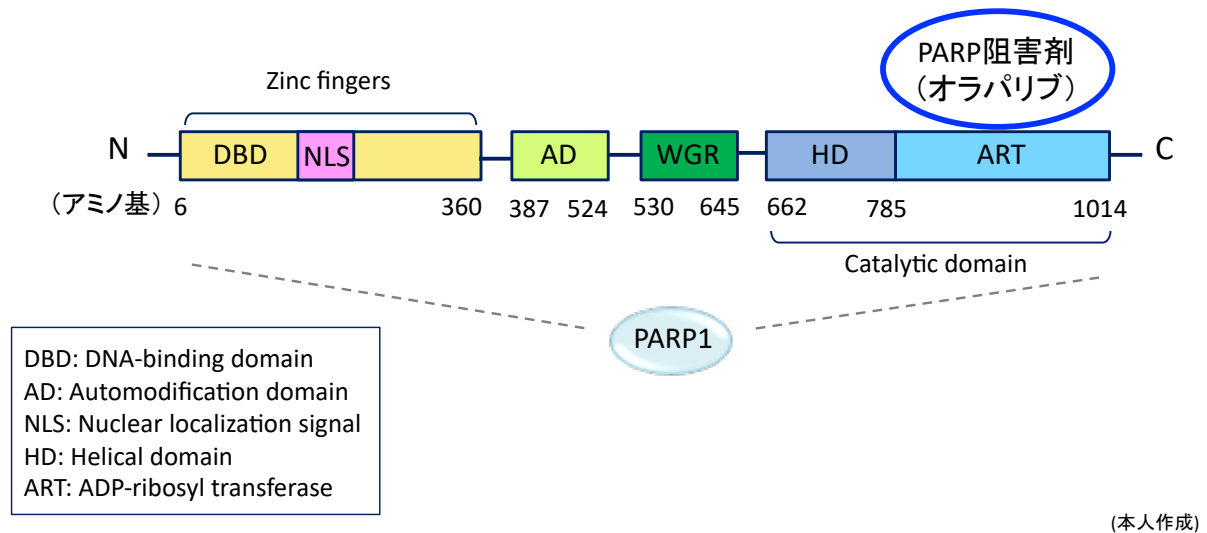 PARP阻害剤
（オラパリブ）
Zinc fingers
N
DBD
NLS
AD
WGR
HD
ART
C
（アミノ基）
6
360
387
524
530
645
662
785
1014
Catalytic domain
PARP1
DBD: DNA-binding domain
AD: Automodification domain
NLS: Nuclear localization signal
HD: Helical domain
ART: ADP-ribosyl transferase
(本人作成)